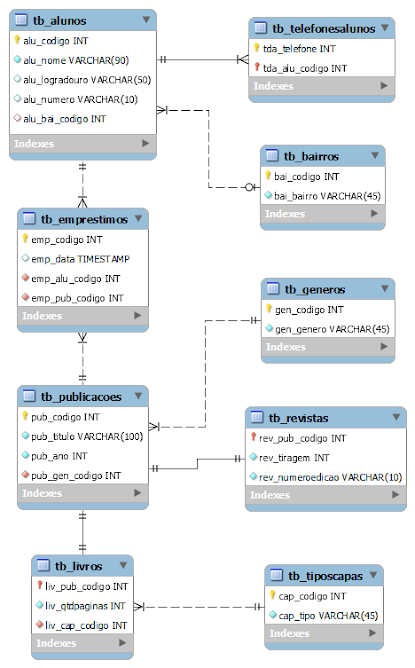 tb_alunos
alu_codigo INT
alu_nome VARCHAR(90)
alu_logradouro VARCHAR(50)
alu_numero VARCHAR(10)
alu_bai_codigo INT
Indexes
tb_telefonesalunos
tda_telefone INT
tda_alu_codigo INT
Indexes
tb_bairros
bai_codigo INT
bai_bairro VARCHAR(45)
Indexes
tb_emprestimos
emp_codigo INT
emp_data TIMESTAMP
emp_alu_codigo INT
emp_pub_codigo INT
Indexes
tb_generos
gen_codigo INT
gen_genero VARCHAR(45)
Indexes
tb_publicacoes
pub_codigo INT
pub_titulo VARCHAR(100)
pub_ano INT
pub_gen_codigo INT
Indexes
tb_revistas
rev_pub_codigo INT
rev_tiragem INT
rev_numeroedicao VARCHAR(10)
Indexes
tb_livros
liv_pub_codigo INT
liv_qtdpaginas INT
liv_cap_codigo INT
Indexes
tb_tiposcapas
cap_codigo INT
cap_tipo VARCHAR(45)
Indexes